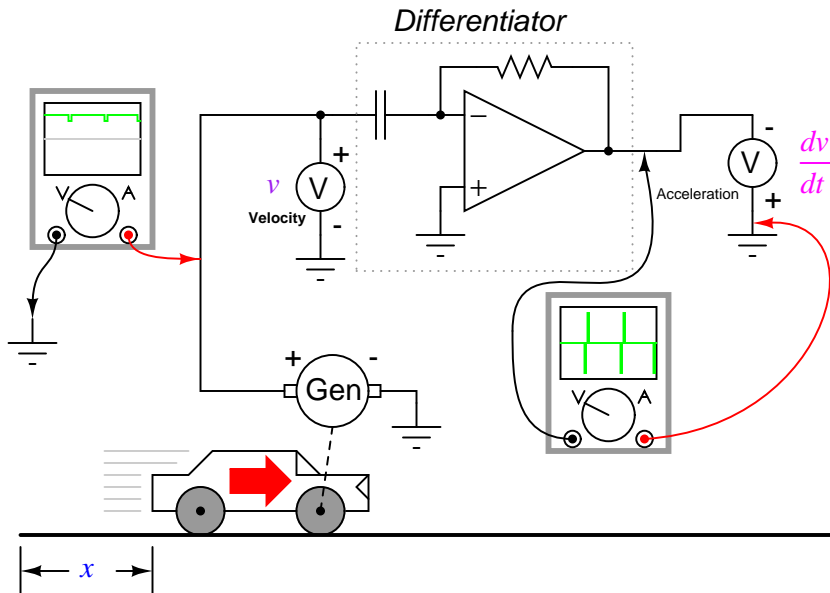 Differentiator
V A
v
Velocity
+
V
-
−
+
Acceleration
-
V
+
dv
dt
+ -
Gen
V A
x